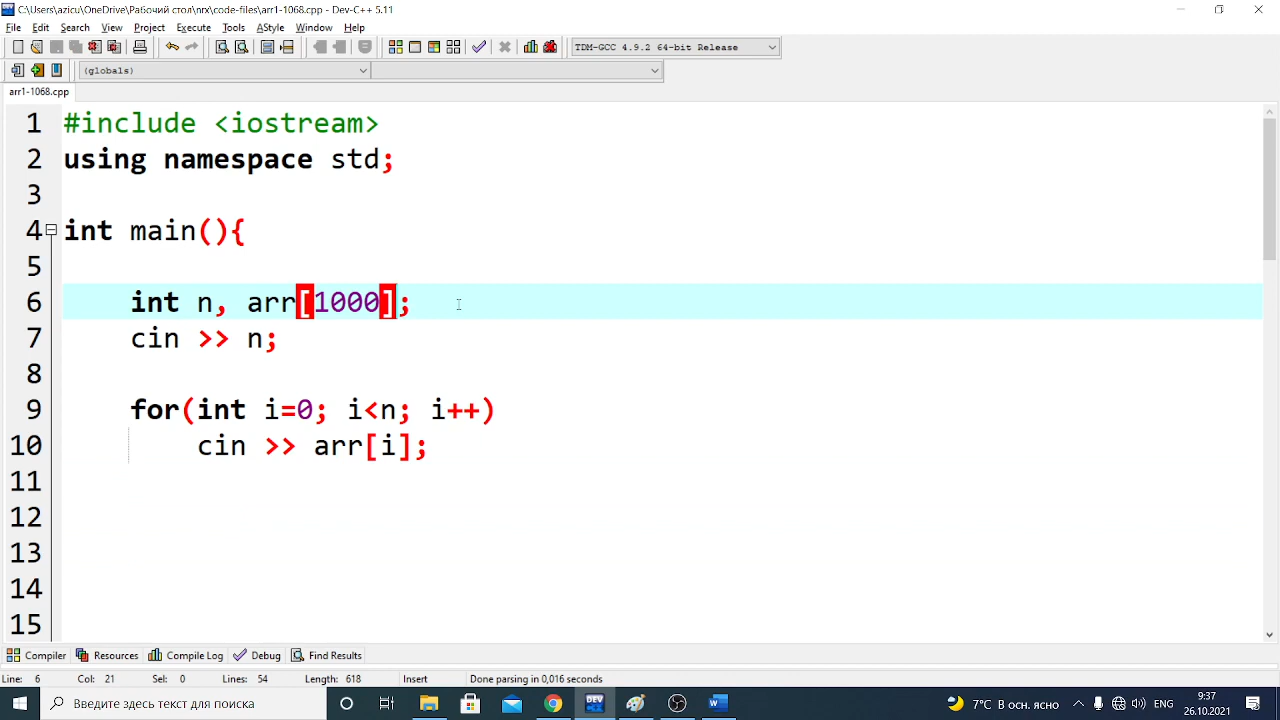 C:\Users\azicu\OneDrive\Рабочий стол\nrx\code-files\arr1-1068.cpp - Dev-C++ 5.11
File Edit Search View Project Execute Tools AStyle Window Help
TDM-GCC 4.9.2 64-bit Release
(globals)
arr1-1068.cpp
1 #include <iostream>
2 using namespace std;
3
4 int main(){
5
6 int n, arr[1000];
7 cin >> n;
8
9 for(int i=0; i<n; i++)
10 cin >> arr[i];
11
12
13
14
15
Compiler Resources Compile Log Debug Find Results
Line: 6 Col: 21 Sel: 0 Lines: 54 Length: 618 Insert Done parsing in 0,016 seconds
Введите здесь текст для поиска
DEV
7°C В осн. ясно
ENG
9:37
26.10.2021